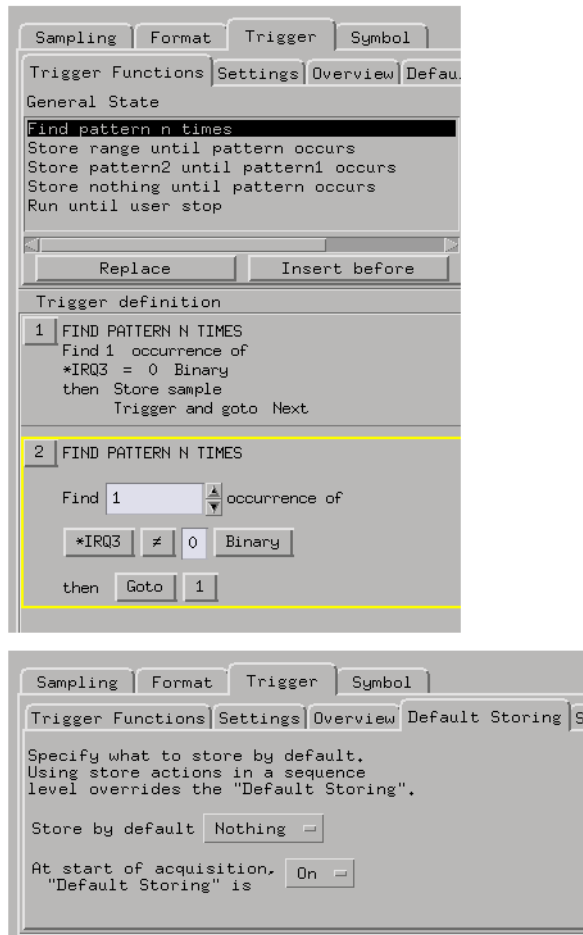 Sampling Format Trigger Symbol
Trigger Functions Settings Overview Defau
General State
Find pattern n times
Store range until pattern occurs
Store pattern2 until pattern1 occurs
Store nothing until pattern occurs
Run until user stop
Replace Insert before
Trigger definition
1 FIND PATTERN N TIMES
Find 1 occurrence of
*IRQ3 = 0 Binary
then Store sample
Trigger and goto Next
2 FIND PATTERN N TIMES
Find 1 occurrence of
*IRQ3 ≠ 0 Binary
then Goto 1
Sampling Format Trigger Symbol
Trigger Functions Settings Overview Default Storing S
Specify what to store by default.
Using store actions in a sequence
level overrides the "Default Storing".
Store by default Nothing
At start of acquisition, On
"Default Storing" is